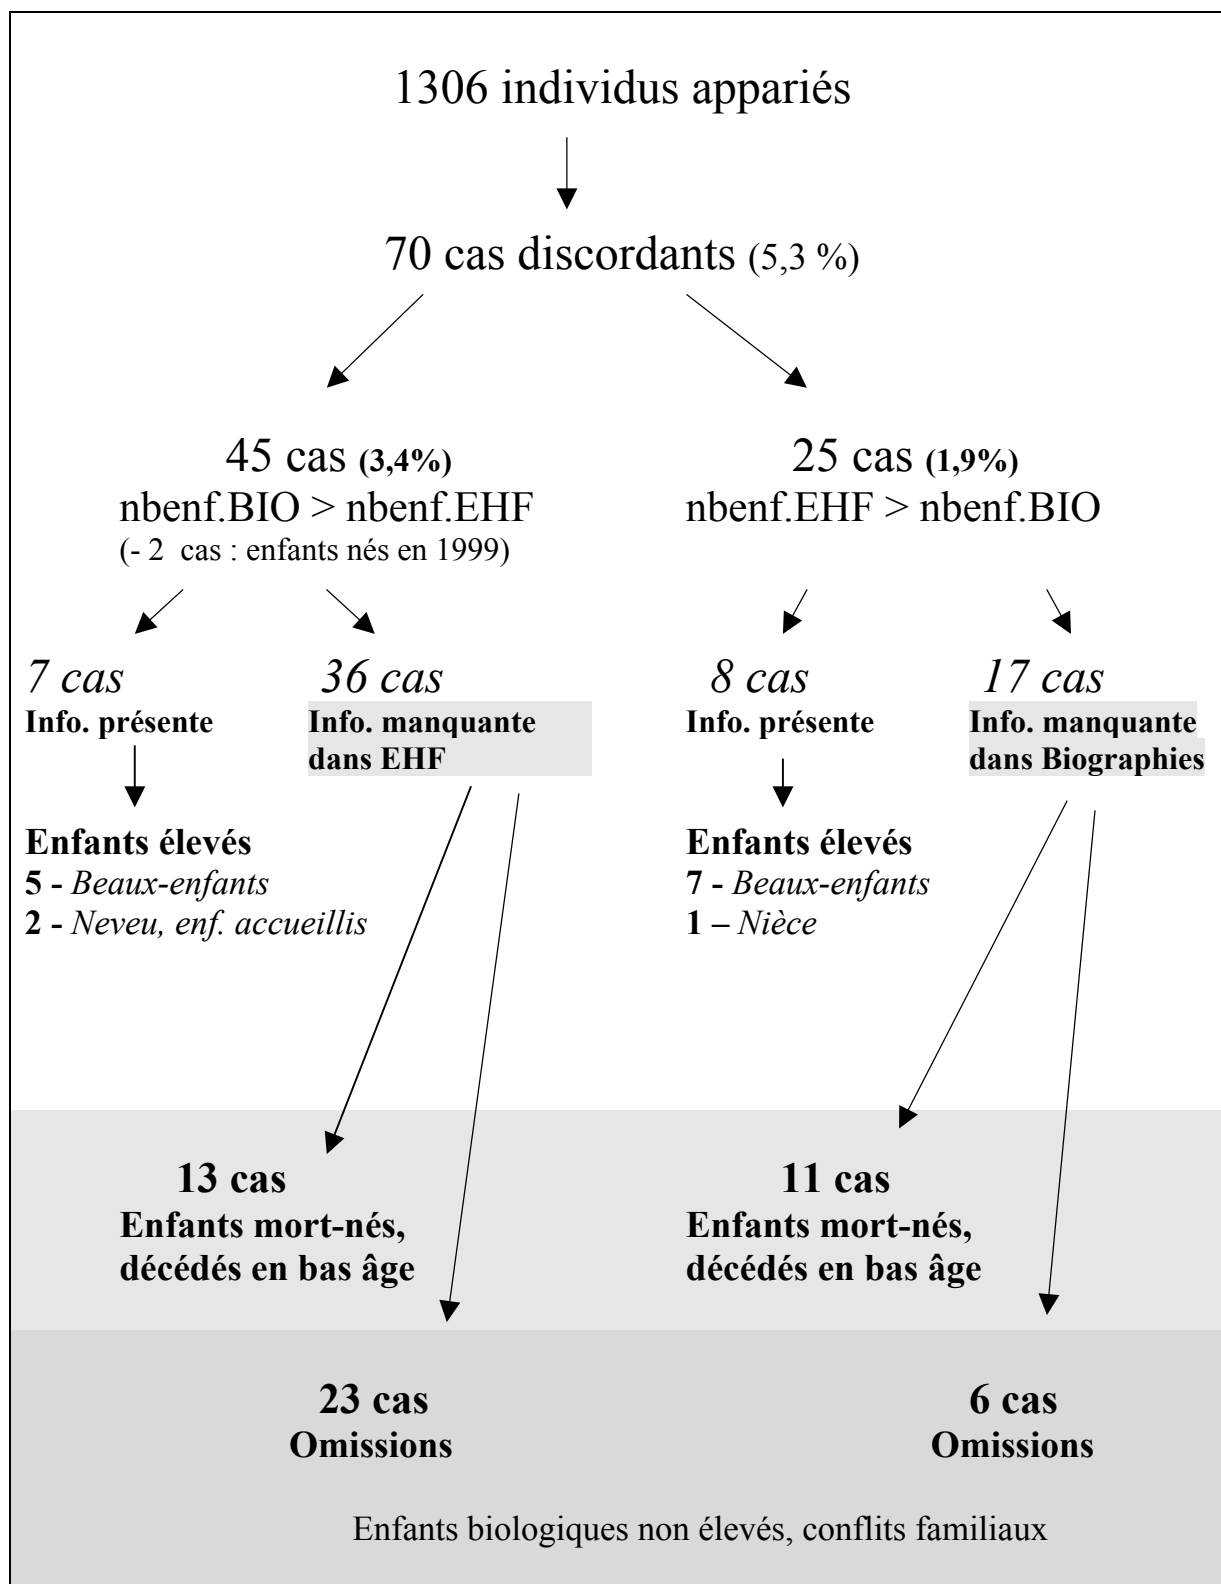 1306 individus appariés
70 cas discordants (5,3 %)
45 cas (3,4%)
nbenf.BIO > nbenf.EHF
(- 2 cas : enfants nés en 1999)
25 cas (1,9%)
nbenf.EHF > nbenf.BIO
7 cas
Info. présente
36 cas
Info. manquante
dans EHF
8 cas
Info. présente
17 cas
Info. manquante
dans Biographies
Enfants élevés
5 - Beaux-enfants
2 - Neveu, enf. accueillis
Enfants élevés
7 - Beaux-enfants
1 – Nièce
13 cas
Enfants mort-nés,
décédés en bas âge
11 cas
Enfants mort-nés,
décédés en bas âge
23 cas
Omissions
6 cas
Omissions
Enfants biologiques non élevés, conflits familiaux